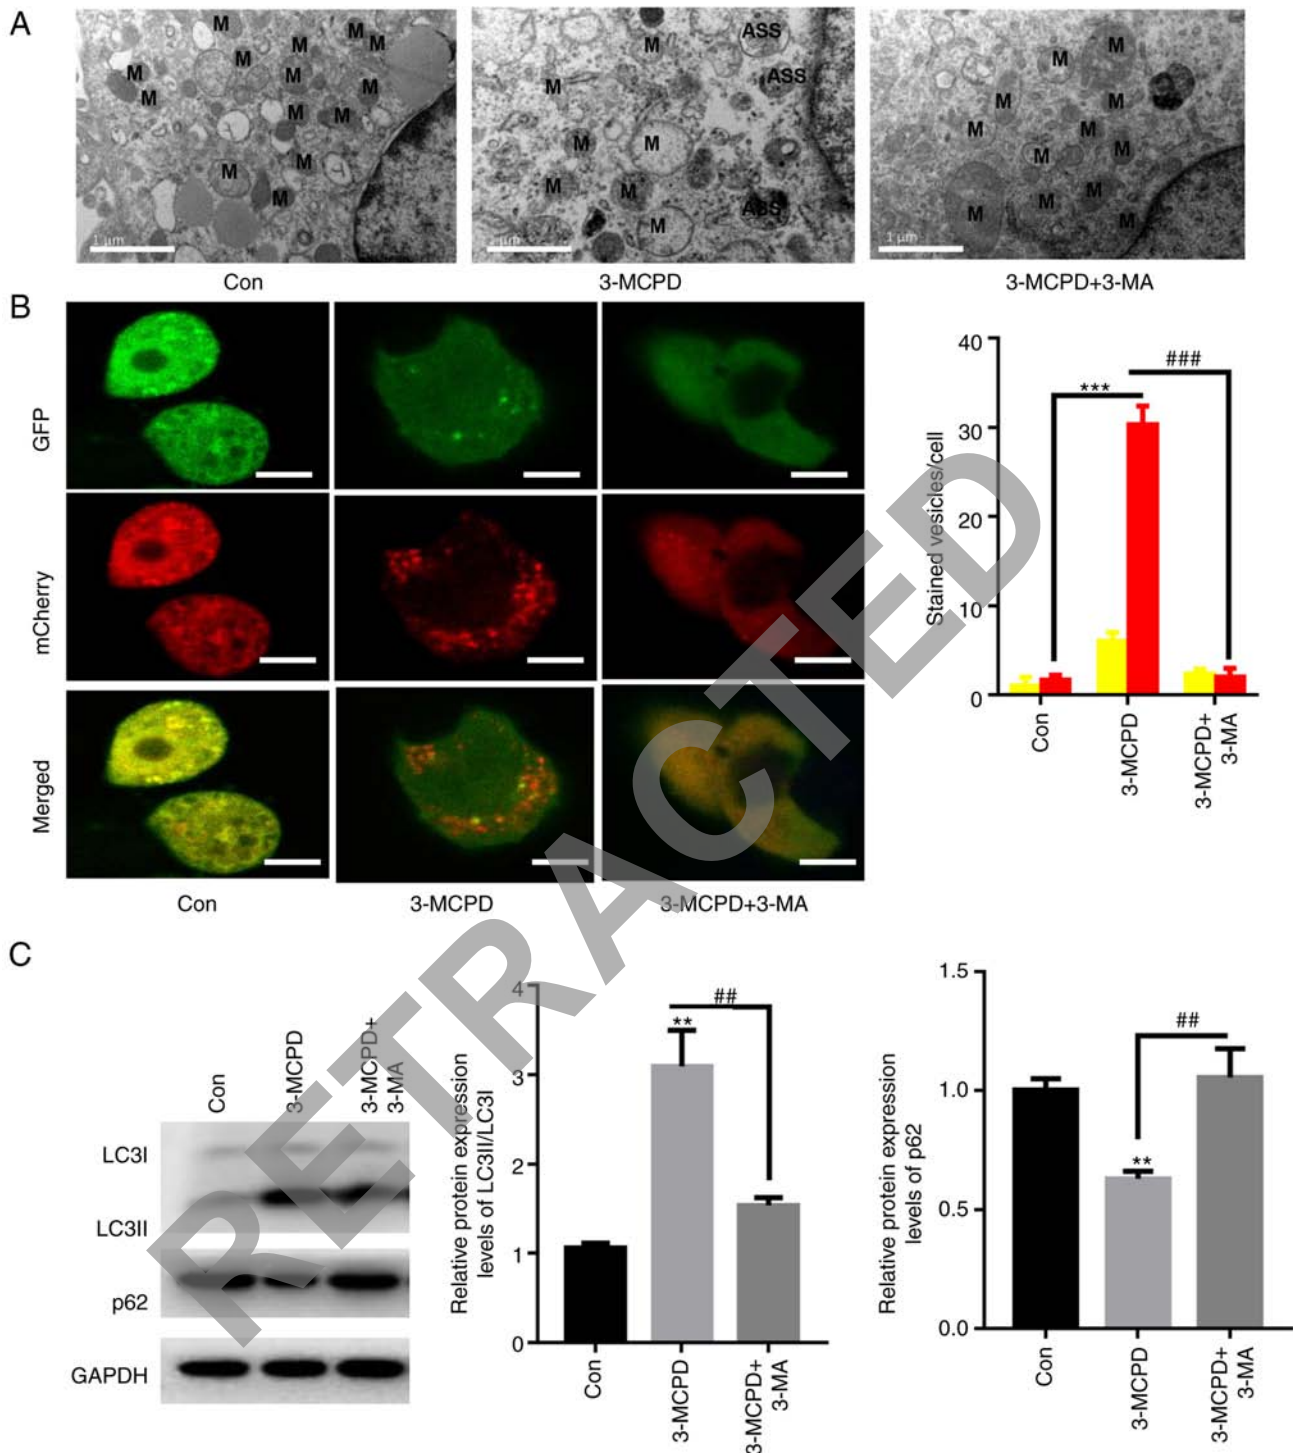 A
M M M M M M M M M M M M M M
1 µm
M ASS
M ASS
M M
M M ASS
M
µm
M M M M M M M M M M M M
1 µm
Con 3-MCPD 3-MCPD+3-MA
B
GFP
mCherry
Merged
Con 3-MCPD 3-MCPD+3-MA
Stained vesicles/cell
40
30
20
10
0
***
###
Con
3-MCPD
3-MCPD+
3-MA
C
Con
3-MCPD
3-MCPD+
3-MA
LC3I
LC3II
p62
GAPDH
Relative protein expression
levels of LC3II/LC3I
4
3
2
1
0
**
##
Con
3-MCPD
3-MCPD+
3-MA
Relative protein expression
levels of p62
1.5
1.0
0.5
0.0
**
##
Con
3-MCPD
3-MCPD+
3-MA
RETRACTED